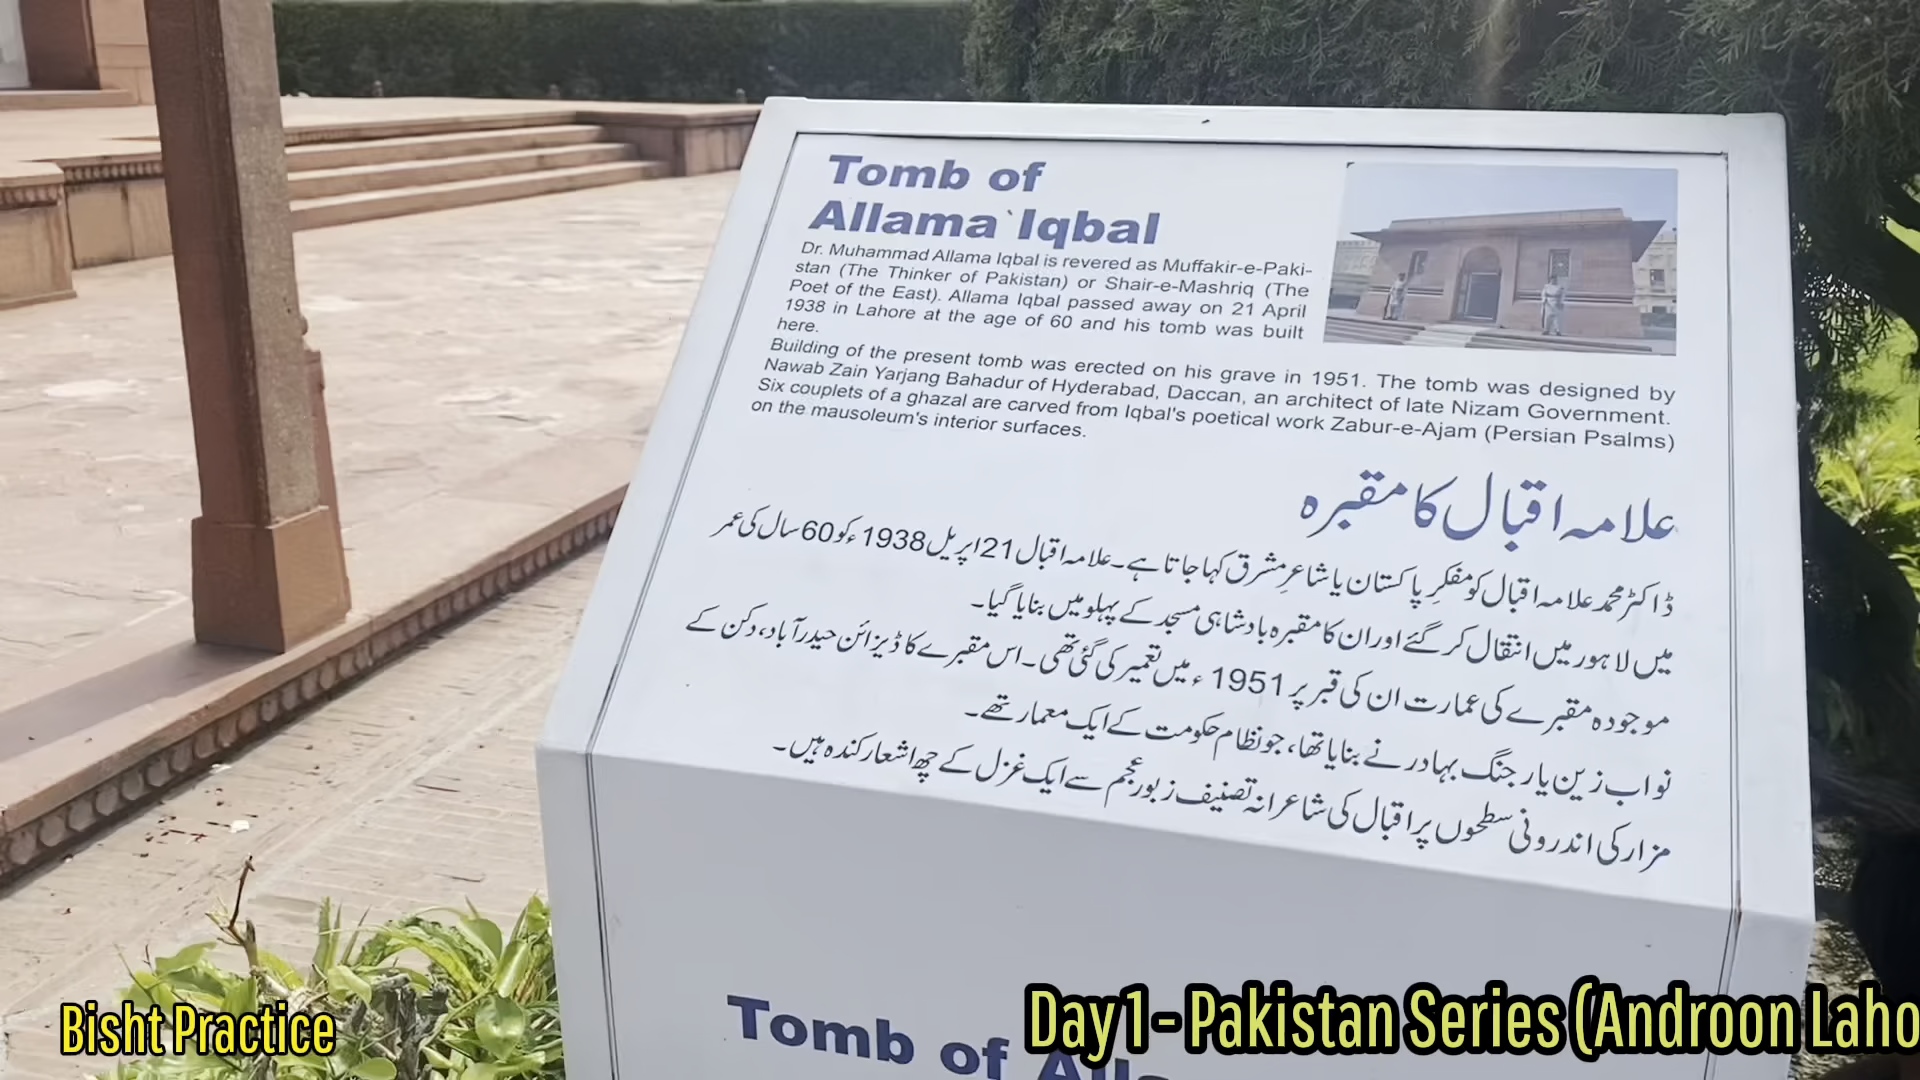 Tomb of
Allama Iqbal
Dr. Muhammad Allama Iqbal is revered as Muffakir-e-Paki-
stan (The Thinker of Pakistan) or Shair-e-Mashriq (The
Poet of the East). Allama Iqbal passed away on 21 April
1938 in Lahore at the age of 60 and his tomb was built
here.
Building of the present tomb was erected on his grave in 1951. The tomb was designed by
Nawab Zain Yarjang Bahadur of Hyderabad, Daccan, an architect of late Nizam Government.
Six couplets of a ghazal are carved from Iqbal's poetical work Zabur-e-Ajam (Persian Psalms)
on the mausoleum's interior surfaces.
علامہ اقبال کا مقبرہ
ڈاکٹر محمد علامہ اقبال کو مفکرِ پاکستان یا شاعرِ مشرق کہا جاتا ہے۔ علامہ اقبال 21 اپریل 1938ء کو 60 سال کی عمر
میں لاہور میں انتقال کر گئے اور ان کا مقبرہ بادشاہی مسجد کے پہلو میں بنایا گیا۔
موجودہ مقبرے کی عمارت ان کی قبر پر 1951ء میں تعمیر کی گئی تھی۔ اس مقبرے کا ڈیزائن حیدرآباد، دکن کے
نواب زین یار جنگ بہادر نے بنایا تھا، جو نظام حکومت کے ایک معمار تھے۔
مزار کی اندرونی سطحوں پر اقبال کی شاعرانہ تصنیف زبور عجم سے ایک غزل کے چھ اشعار کندہ ہیں۔
Tomb of Alla
Bisht Practice
Day 1 - Pakistan Series (Androon Laho